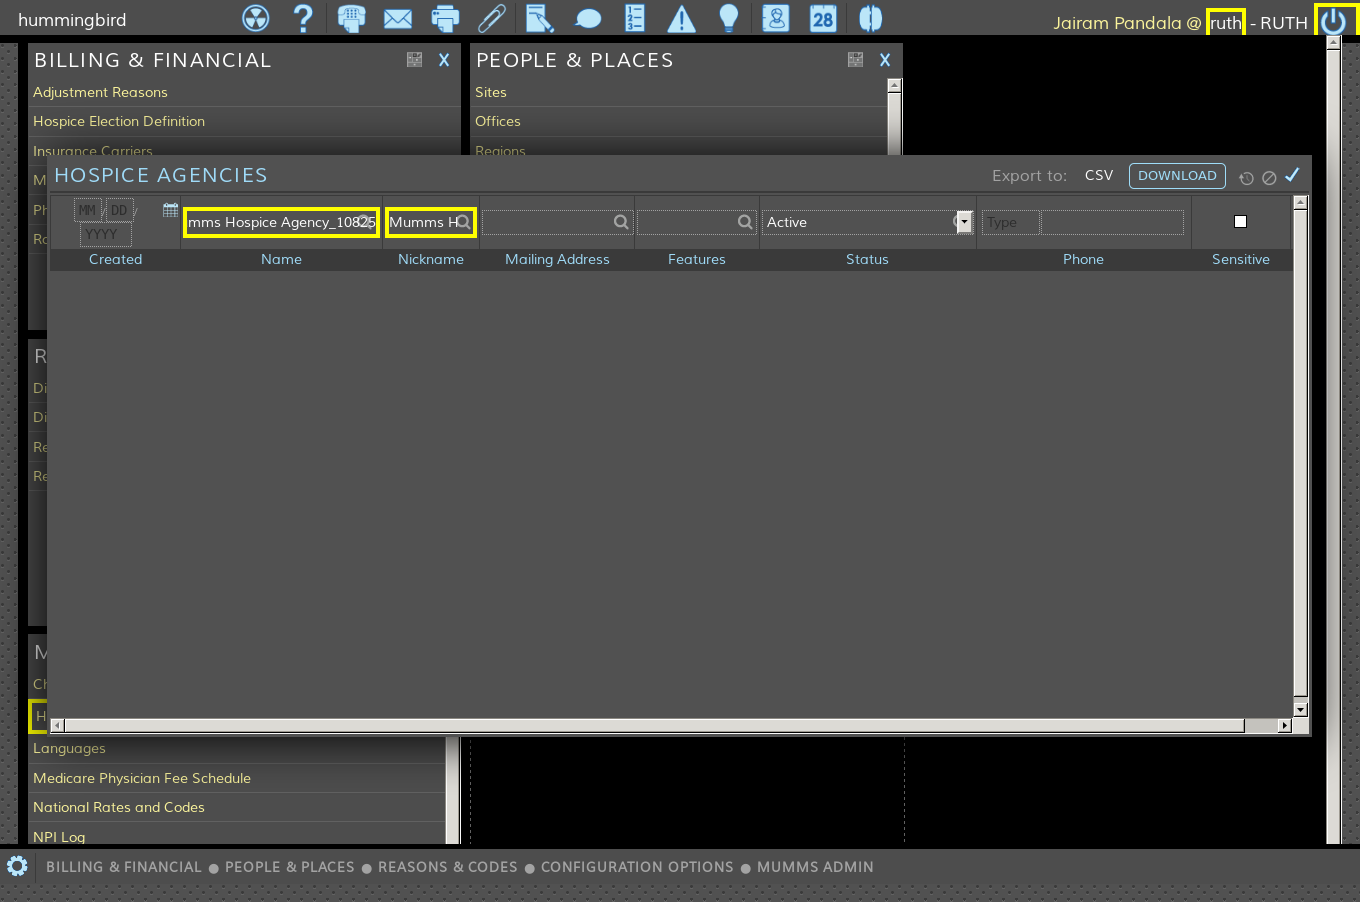 hummingbird
28
Jairam Pandala @ ruth - RUTH
BILLING & FINANCIAL X
Adjustment Reasons
Hospice Election Definition
Insurance Carriers
PEOPLE & PLACES X
Sites
Offices
Regions
HOSPICE AGENCIES
Export to: CSV DOWNLOAD
MM / DD /
YYYY
mms Hospice Agency_10825
Mumms H
Active
Type
Created Name Nickname Mailing Address Features Status Phone Sensitive
M
Ph
Ro
R
Di
Di
Re
Re
M
Ch
H
Languages
Medicare Physician Fee Schedule
National Rates and Codes
NPI Log
BILLING & FINANCIAL ● PEOPLE & PLACES ● REASONS & CODES ● CONFIGURATION OPTIONS ● MUMMS ADMIN